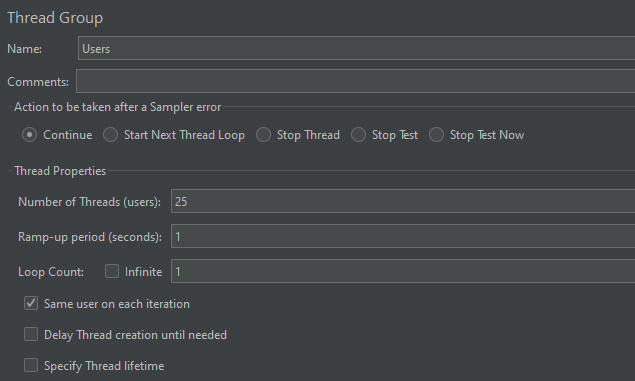 Thread Group
Name: Users
Comments:
Action to be taken after a Sampler error
Continue Start Next Thread Loop Stop Thread Stop Test Stop Test Now
Thread Properties
Number of Threads (users): 25
Ramp-up period (seconds): 1
Loop Count: Infinite 1
Same user on each iteration
Delay Thread creation until needed
Specify Thread lifetime